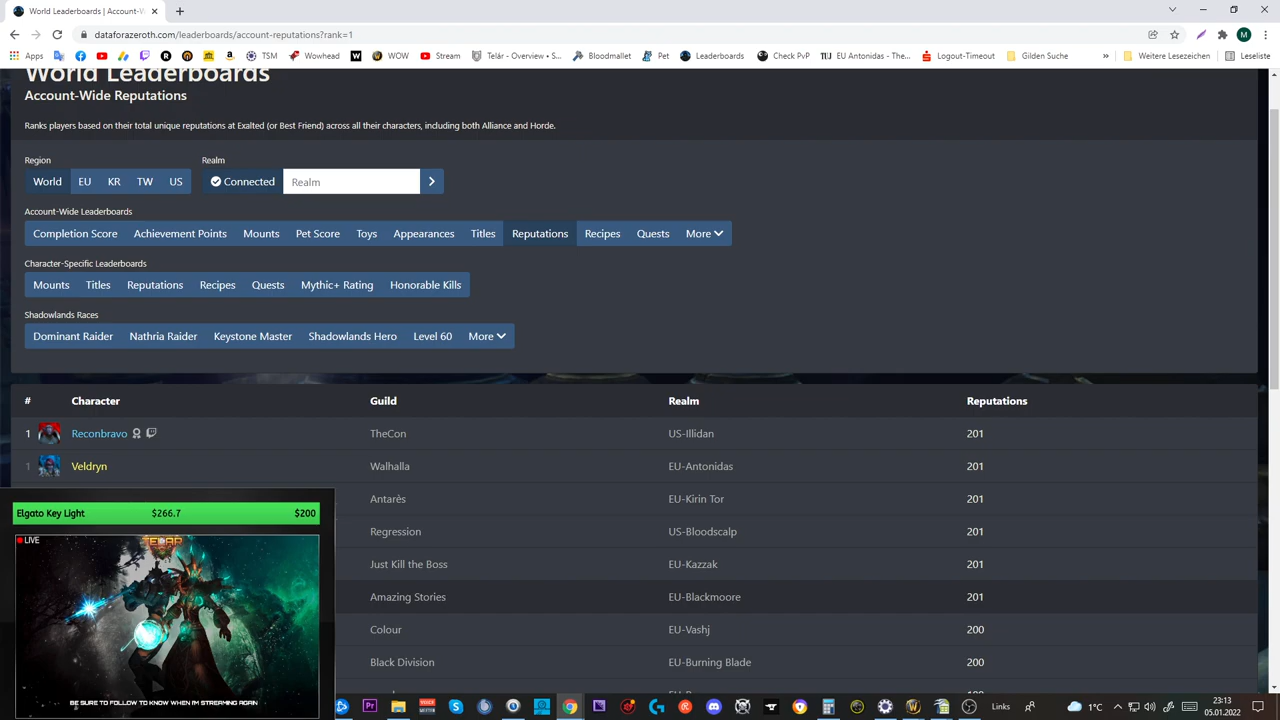 World Leaderboards | Account-W
dataforazeroth.com/leaderboards/account-reputations?rank=1
M
Apps TSM Wowhead WOW Stream Telár - Overview – S... Bloodmallet Pet Leaderboards Check PvP EU Antonidas - The... Logout-Timeout Gilden Suche » Weitere Lesezeichen Leseliste
World Leaderboards
Account-Wide Reputations
Ranks players based on their total unique reputations at Exalted (or Best Friend) across all their characters, including both Alliance and Horde.
Region Realm
World EU KR TW US Connected Realm
Account-Wide Leaderboards
Completion Score Achievement Points Mounts Pet Score Toys Appearances Titles Reputations Recipes Quests More
Character-Specific Leaderboards
Mounts Titles Reputations Recipes Quests Mythic+ Rating Honorable Kills
Shadowlands Races
Dominant Raider Nathria Raider Keystone Master Shadowlands Hero Level 60 More
# Character Guild Realm Reputations
1 Reconbravo TheCon US-Illidan 201
1 Veldryn Walhalla EU-Antonidas 201
Antarès EU-Kirin Tor 201
Regression US-Bloodscalp 201
Just Kill the Boss EU-Kazzak 201
Amazing Stories EU-Blackmoore 201
Colour EU-Vashj 200
Black Division EU-Burning Blade 200
Elgato Key Light $266.7 $200
LIVE
TELAR
BE SURE TO FOLLOW TO KNOW WHEN I'M STREAMING AGAIN
Links 1°C 23:13
05.01.2022